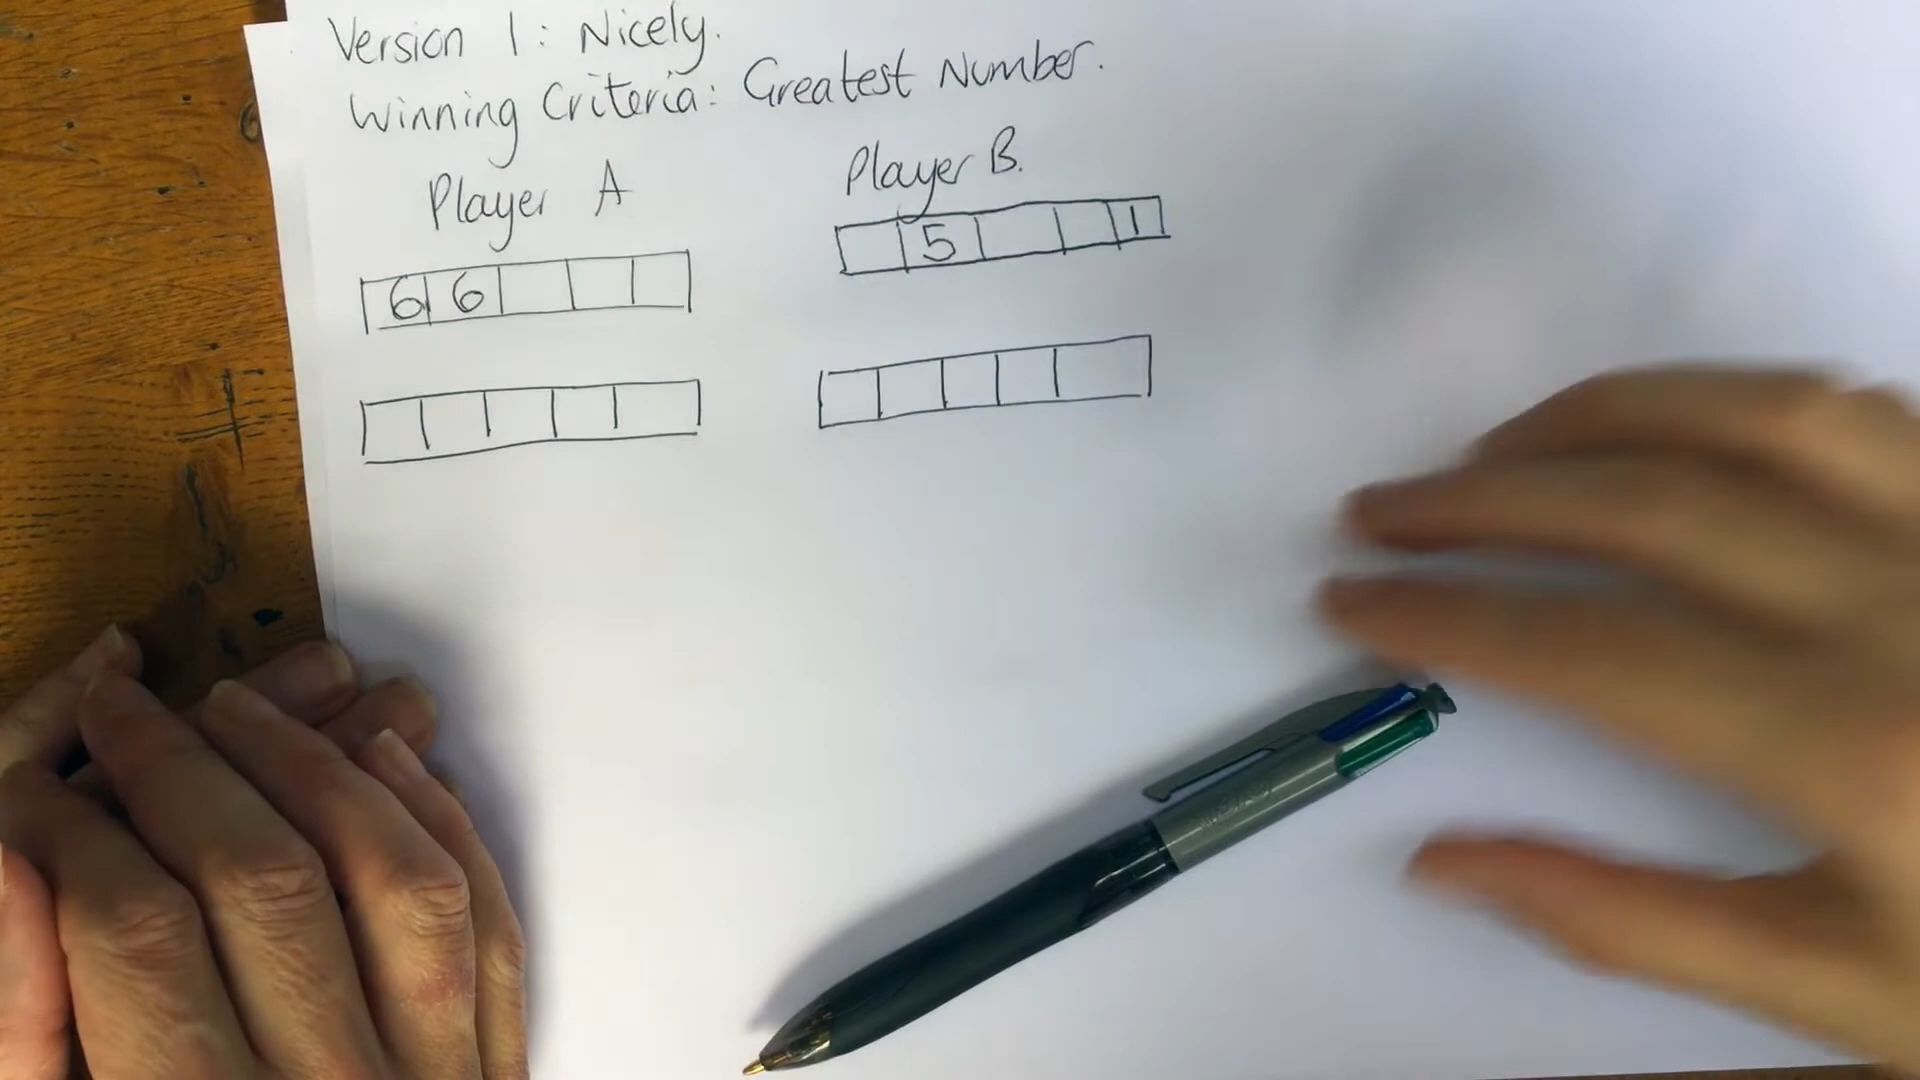 Version 1: Nicely.
Winning Criteria: Greatest Number.
Player A
Player B.
6 6
5 1